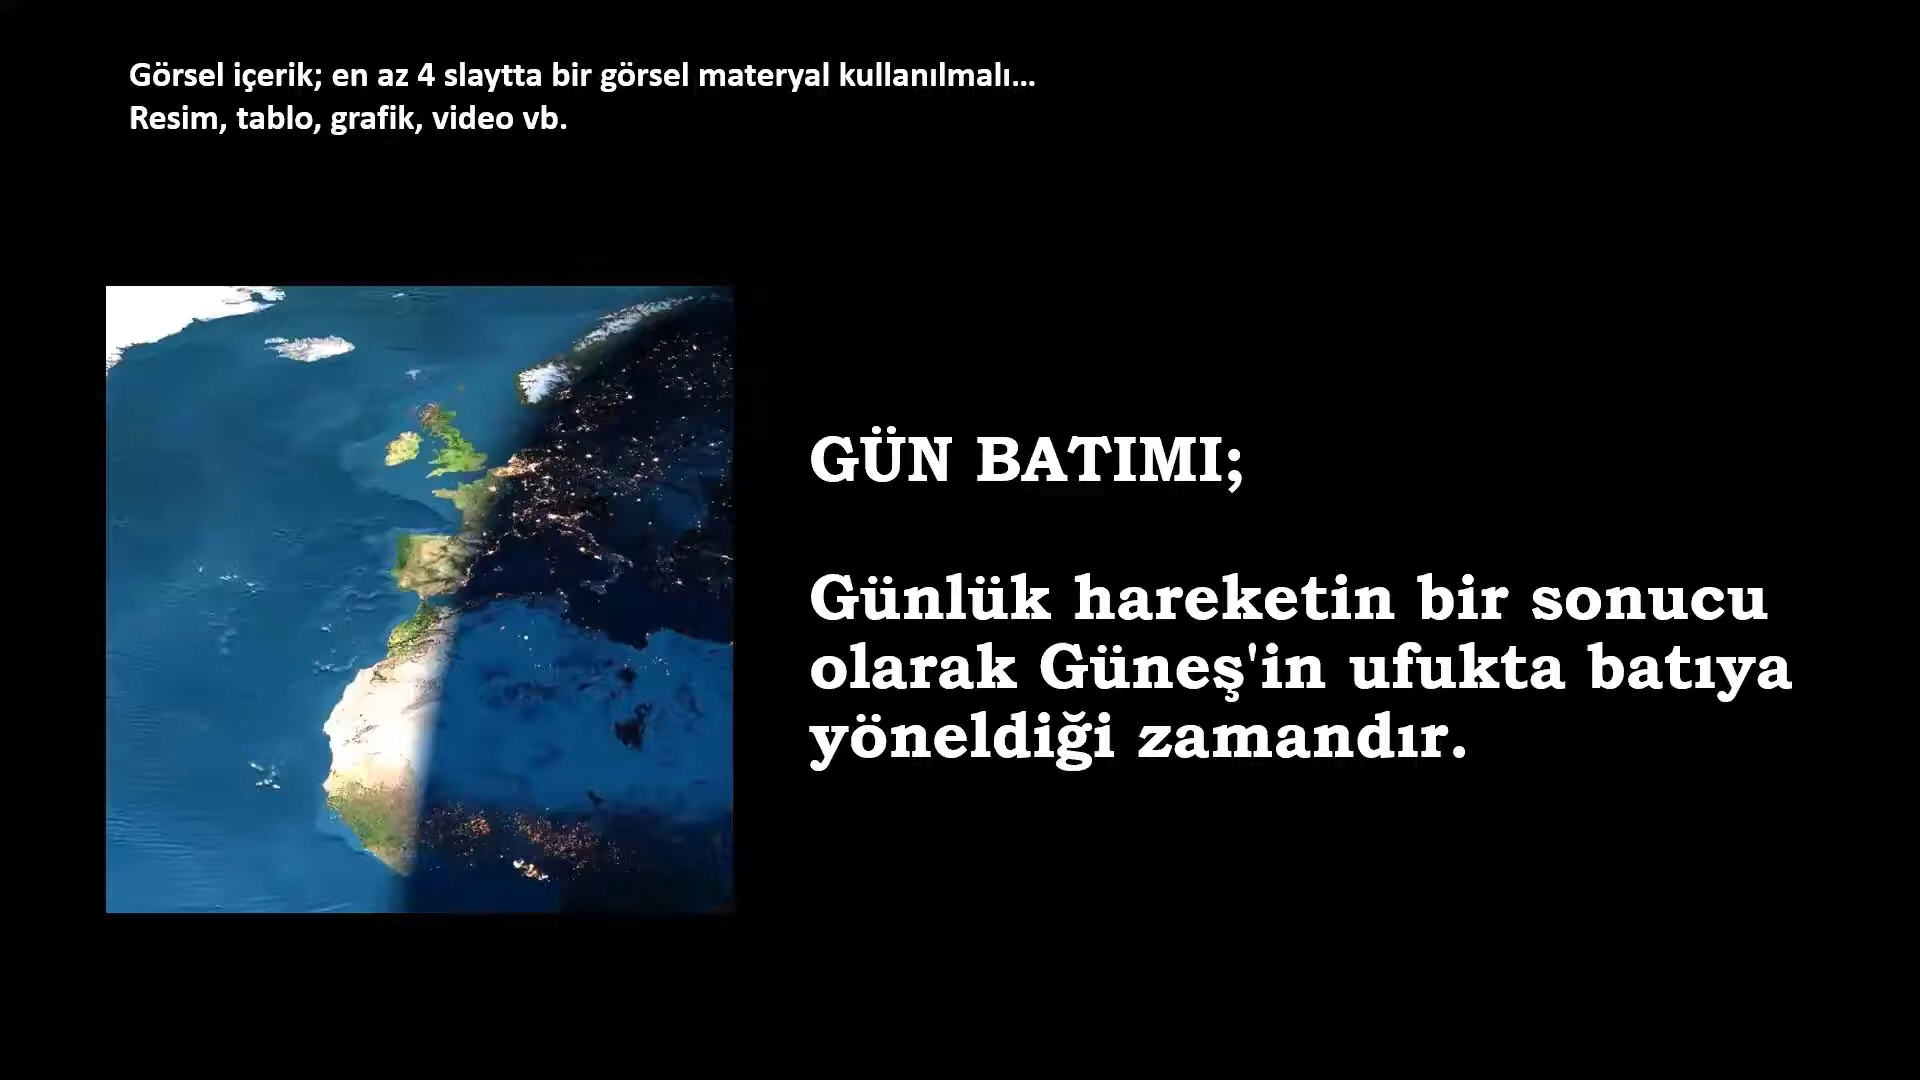 Görsel içerik; en az 4 slaytta bir görsel materyal kullanılmalı...
Resim, tablo, grafik, video vb.
GÜN BATIMI;
Günlük hareketin bir sonucu
olarak Güneş'in ufukta batıya
yöneldiği zamandır.